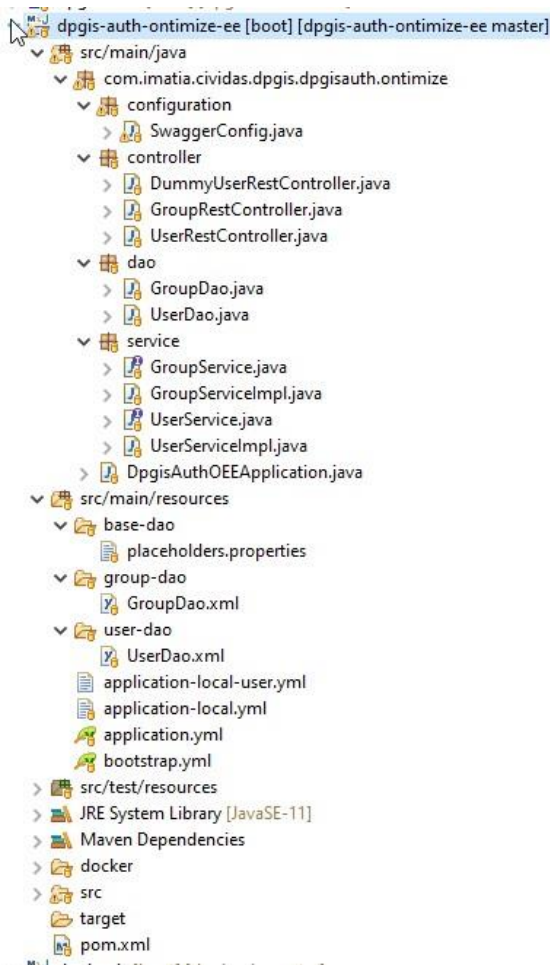 dpgis-auth-ontimize-ee [boot] [dpgis-auth-ontimize-ee master]
src/main/java
com.imatia.cividas.dpgis.dpgisauth.ontimize
configuration
SwaggerConfig.java
controller
DummyUserRestController.java
GroupRestController.java
UserRestController.java
dao
GroupDao.java
UserDao.java
service
GroupService.java
GroupServiceImpl.java
UserService.java
UserServiceImpl.java
DpgisAuthOEEApplication.java
src/main/resources
base-dao
placeholders.properties
group-dao
GroupDao.xml
user-dao
UserDao.xml
application-local-user.yml
application-local.yml
application.yml
bootstrap.yml
src/test/resources
JRE System Library [JavaSE-11]
Maven Dependencies
docker
src
target
pom.xml